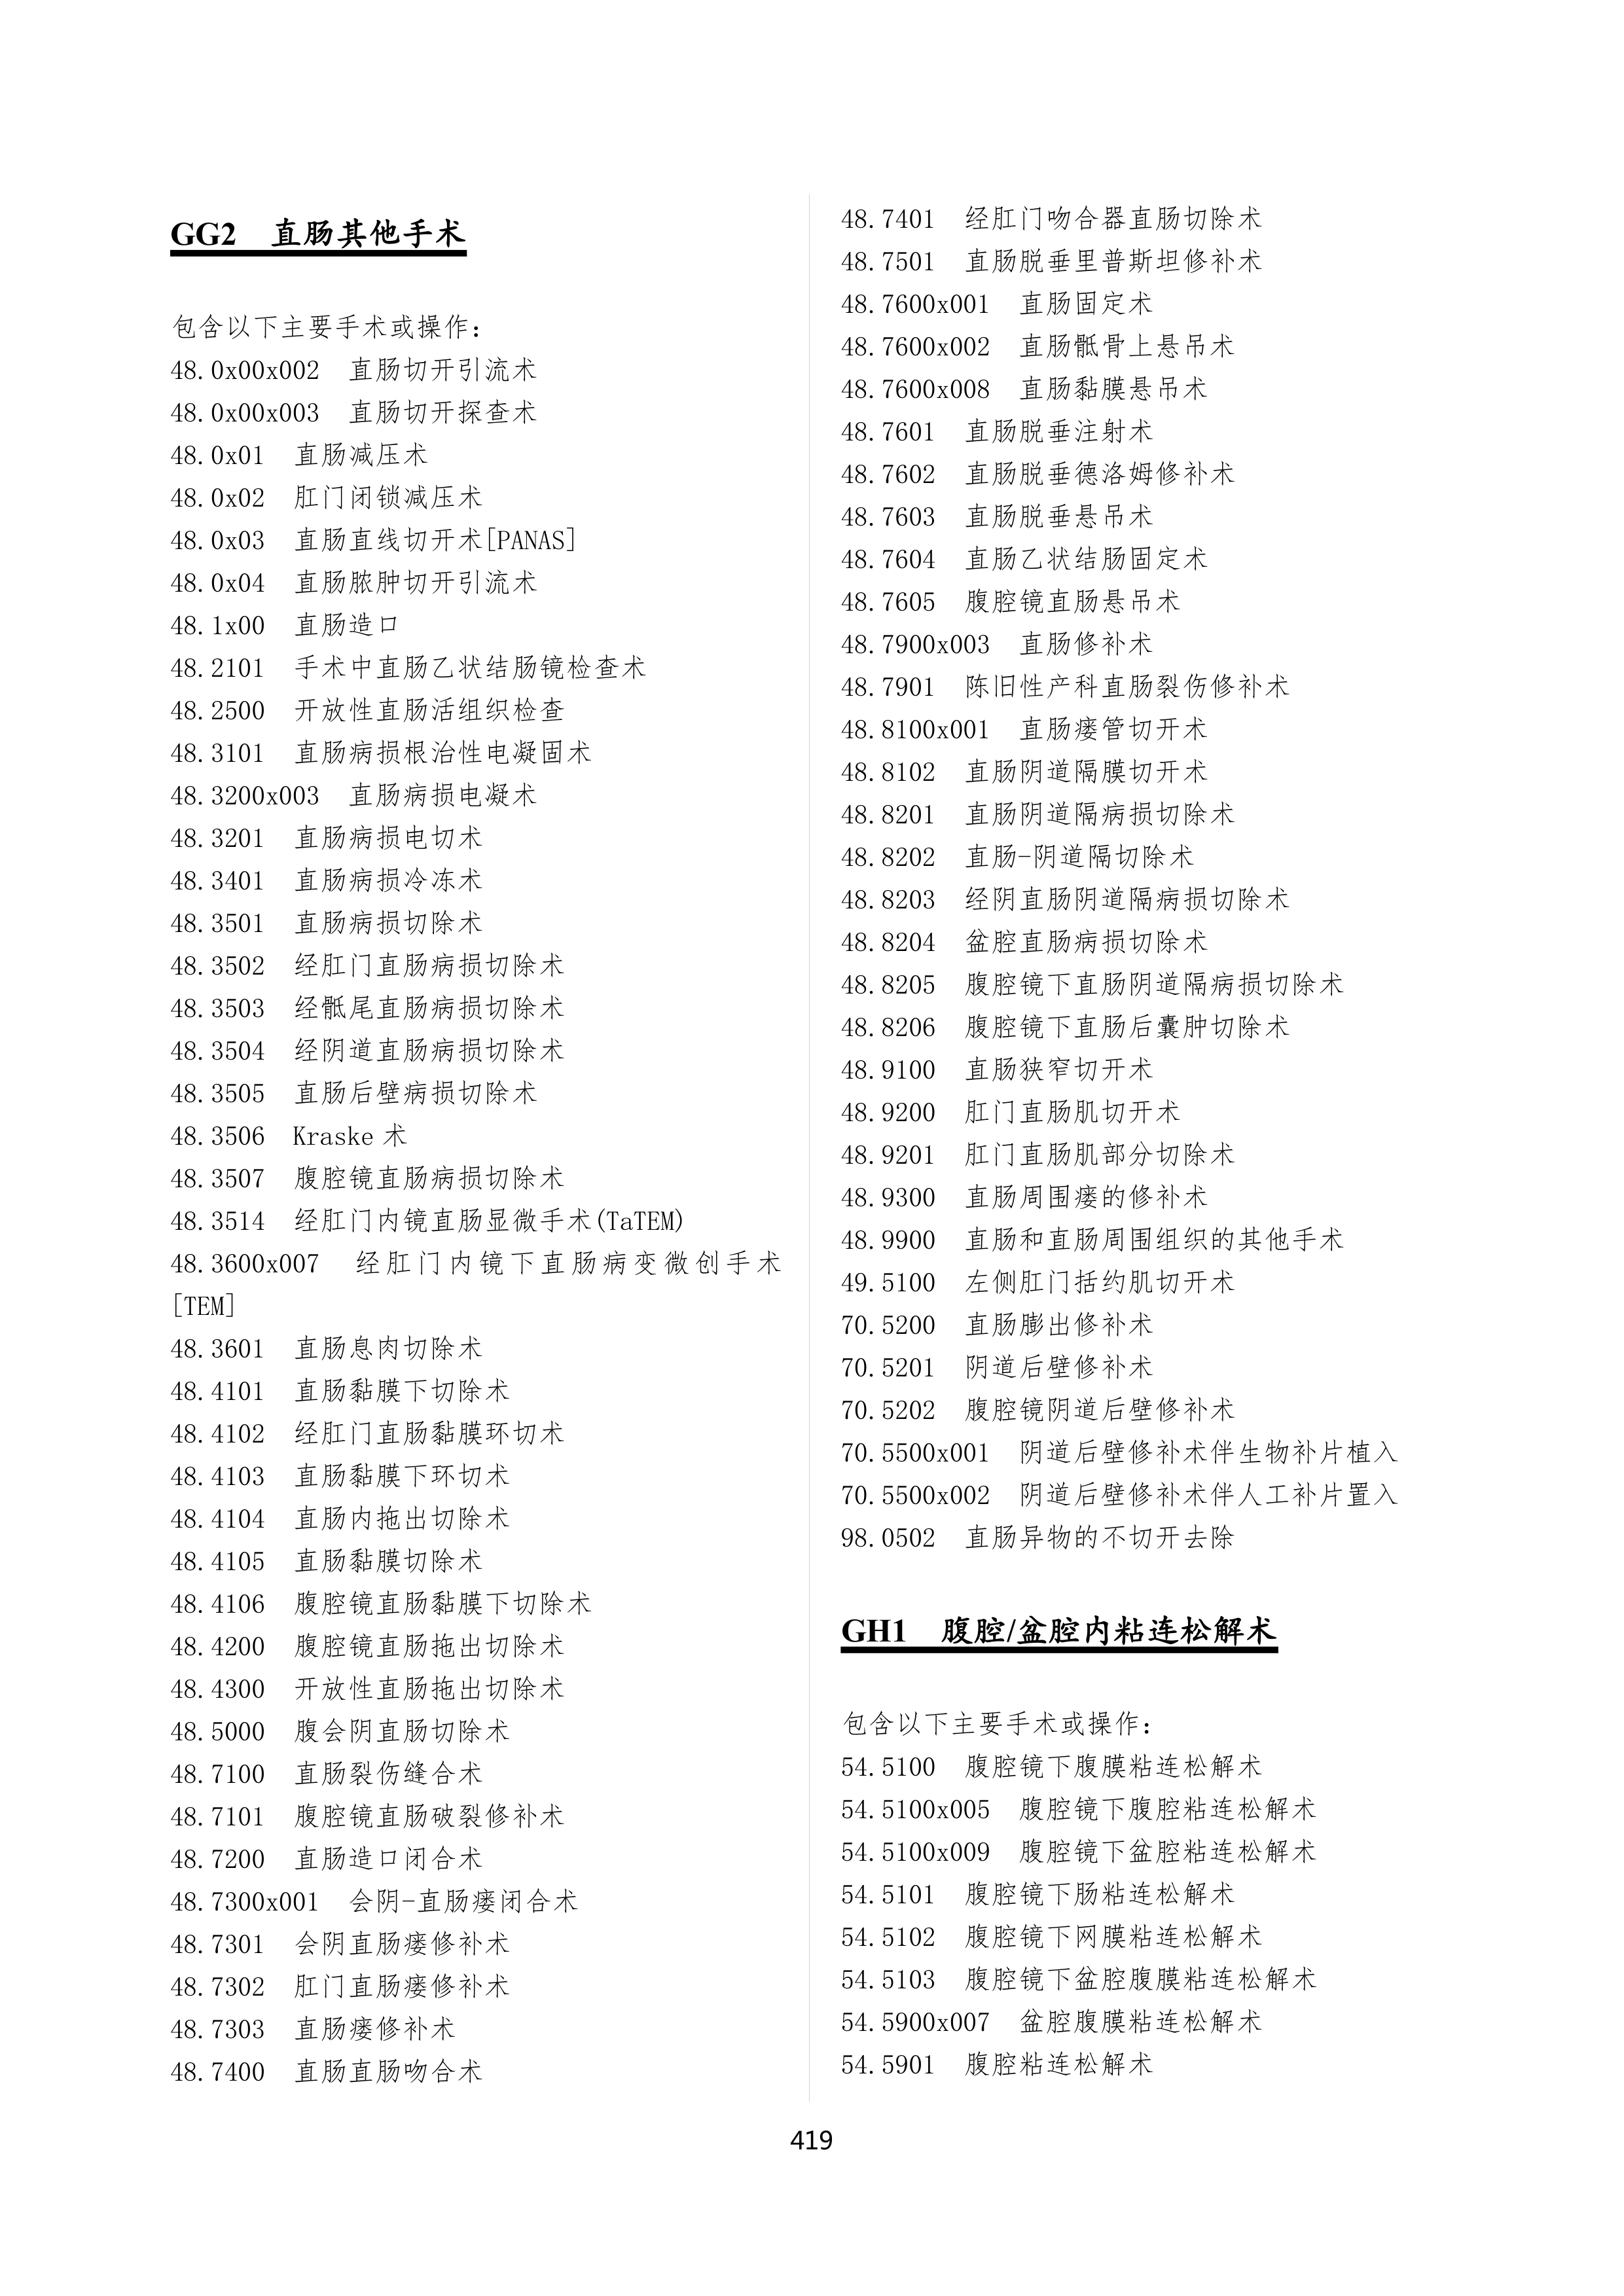 GG2 直肠其他手术
包含以下主要手术或操作：
48.0x00x002 直肠切开引流术
48.0x00x003 直肠切开探查术
48.0x01 直肠减压术
48.0x02 肛门闭锁减压术
48.0x03 直肠直线切开术[PANAS]
48.0x04 直肠脓肿切开引流术
48.1x00 直肠造口
48.2101 手术中直肠乙状结肠镜检查术
48.2500 开放性直肠活组织检查
48.3101 直肠病损根治性电凝固术
48.3200x003 直肠病损电凝术
48.3201 直肠病损电切术
48.3401 直肠病损冷冻术
48.3501 直肠病损切除术
48.3502 经肛门直肠病损切除术
48.3503 经骶尾直肠病损切除术
48.3504 经阴道直肠病损切除术
48.3505 直肠后壁病损切除术
48.3506 Kraske 术
48.3507 腹腔镜直肠病损切除术
48.3514 经肛门内镜直肠显微手术(TaTEM)
48.3600x007 经肛门内镜下直肠病变微创手术
[TEM]
48.3601 直肠息肉切除术
48.4101 直肠黏膜下切除术
48.4102 经肛门直肠黏膜环切术
48.4103 直肠黏膜下环切术
48.4104 直肠内拖出切除术
48.4105 直肠黏膜切除术
48.4106 腹腔镜直肠黏膜下切除术
48.4200 腹腔镜直肠拖出切除术
48.4300 开放性直肠拖出切除术
48.5000 腹会阴直肠切除术
48.7100 直肠裂伤缝合术
48.7101 腹腔镜直肠破裂修补术
48.7200 直肠造口闭合术
48.7300x001 会阴-直肠瘘闭合术
48.7301 会阴直肠瘘修补术
48.7302 肛门直肠瘘修补术
48.7303 直肠瘘修补术
48.7400 直肠直肠吻合术
48.7401 经肛门吻合器直肠切除术
48.7501 直肠脱垂里普斯坦修补术
48.7600x001 直肠固定术
48.7600x002 直肠骶骨上悬吊术
48.7600x008 直肠黏膜悬吊术
48.7601 直肠脱垂注射术
48.7602 直肠脱垂德洛姆修补术
48.7603 直肠脱垂悬吊术
48.7604 直肠乙状结肠固定术
48.7605 腹腔镜直肠悬吊术
48.7900x003 直肠修补术
48.7901 陈旧性产科直肠裂伤修补术
48.8100x001 直肠瘘管切开术
48.8102 直肠阴道隔膜切开术
48.8201 直肠阴道隔病损切除术
48.8202 直肠-阴道隔切除术
48.8203 经阴直肠阴道隔病损切除术
48.8204 盆腔直肠病损切除术
48.8205 腹腔镜下直肠阴道隔病损切除术
48.8206 腹腔镜下直肠后囊肿切除术
48.9100 直肠狭窄切开术
48.9200 肛门直肠肌切开术
48.9201 肛门直肠肌部分切除术
48.9300 直肠周围瘘的修补术
48.9900 直肠和直肠周围组织的其他手术
49.5100 左侧肛门括约肌切开术
70.5200 直肠膨出修补术
70.5201 阴道后壁修补术
70.5202 腹腔镜阴道后壁修补术
70.5500x001 阴道后壁修补术伴生物补片植入
70.5500x002 阴道后壁修补术伴人工补片置入
98.0502 直肠异物的不切开去除
GH1 腹腔/盆腔内粘连松解术
包含以下主要手术或操作：
54.5100 腹腔镜下腹膜粘连松解术
54.5100x005 腹腔镜下腹腔粘连松解术
54.5100x009 腹腔镜下盆腔粘连松解术
54.5101 腹腔镜下肠粘连松解术
54.5102 腹腔镜下网膜粘连松解术
54.5103 腹腔镜下盆腔腹膜粘连松解术
54.5900x007 盆腔腹膜粘连松解术
54.5901 腹腔粘连松解术
419